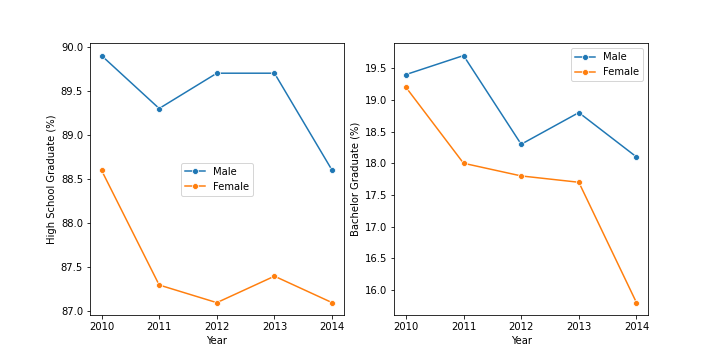 High School Graduate (%)
90.0
89.5
89.0
88.5
88.0
87.5
87.0
Male
Female
2010 2011 2012 2013 2014
Year
Bachelor Graduate (%)
19.5
19.0
18.5
18.0
17.5
17.0
16.5
16.0
Male
Female
2010 2011 2012 2013 2014
Year